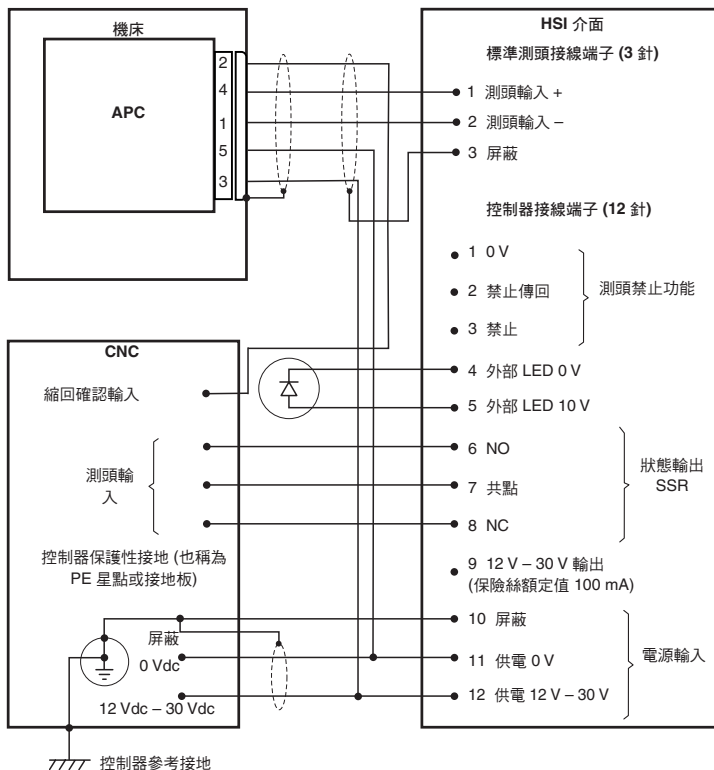 機床
APC
2
4
1
5
3
HSI 介面
標準測頭接線端子 (3 針)
1 測頭輸入 +
2 測頭輸入 –
3 屏蔽
控制器接線端子 (12 針)
1 0 V
2 禁止傳回
3 禁止
測頭禁止功能
4 外部 LED 0 V
5 外部 LED 10 V
6 NO
7 共點
8 NC
狀態輸出
SSR
9 12 V – 30 V 輸出
(保險絲額定值 100 mA)
10 屏蔽
11 供電 0 V
12 供電 12 V – 30 V
電源輸入
CNC
縮回確認輸入
測頭輸
入
控制器保護性接地 (也稱為
PE 星點或接地板)
屏蔽
0 Vdc
12 Vdc – 30 Vdc
控制器參考接地